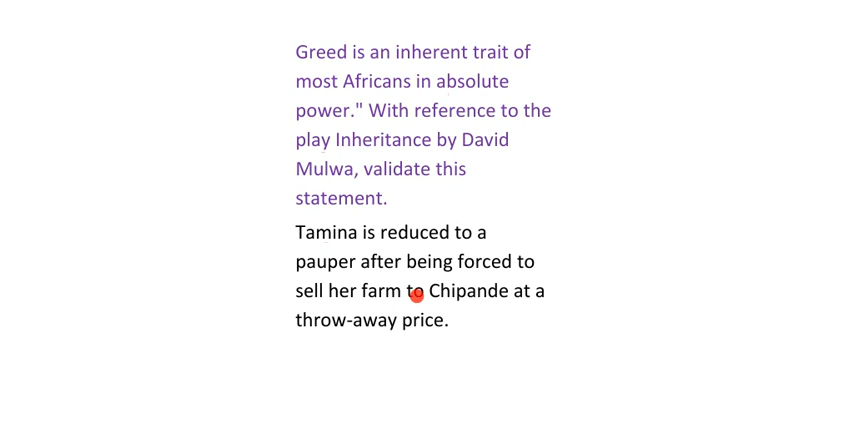 Greed is an inherent trait of
most Africans in absolute
power." With reference to the
play Inheritance by David
Mulwa, validate this
statement.
Tamina is reduced to a
pauper after being forced to
sell her farm to Chipande at a
throw-away price.